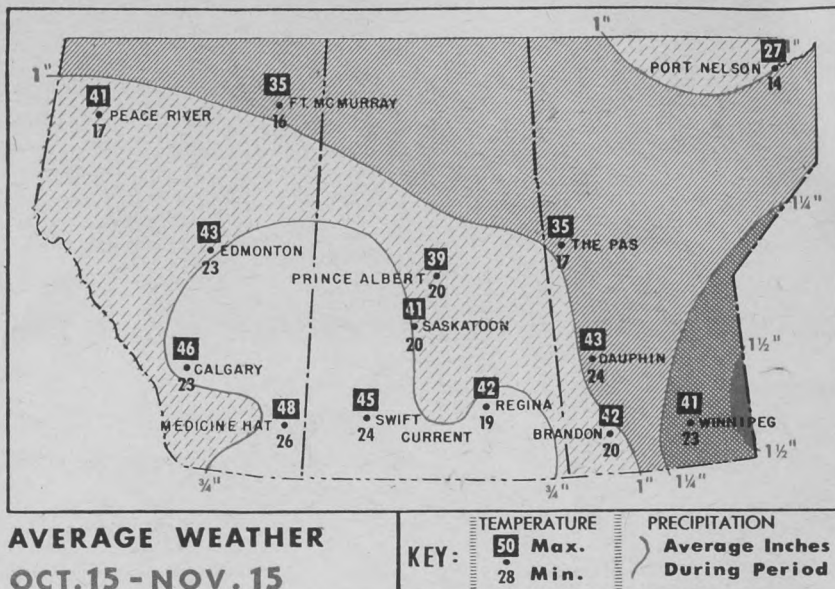 1"
27
1"
PORT NELSON
14
1"
35
FT. MCMURRAY
16
41
PEACE RIVER
17
1¼"
43
EDMONTON
23
35
THE PAS
17
39
PRINCE ALBERT
20
41
SASKATOON
20
1½"
46
CALGARY
23
43
DAUPHIN
24
48
MEDICINE HAT
26
45
SWIFT
24
CURRENT
42
REGINA
19
42
BRANDON
20
41
WINNIPEG
23
1½"
¾"
¾"
1"
1¼"
AVERAGE WEATHER
OCT. 15 - NOV. 15
KEY:
TEMPERATURE
50 Max.
28 Min.
PRECIPITATION
Average Inches
During Period